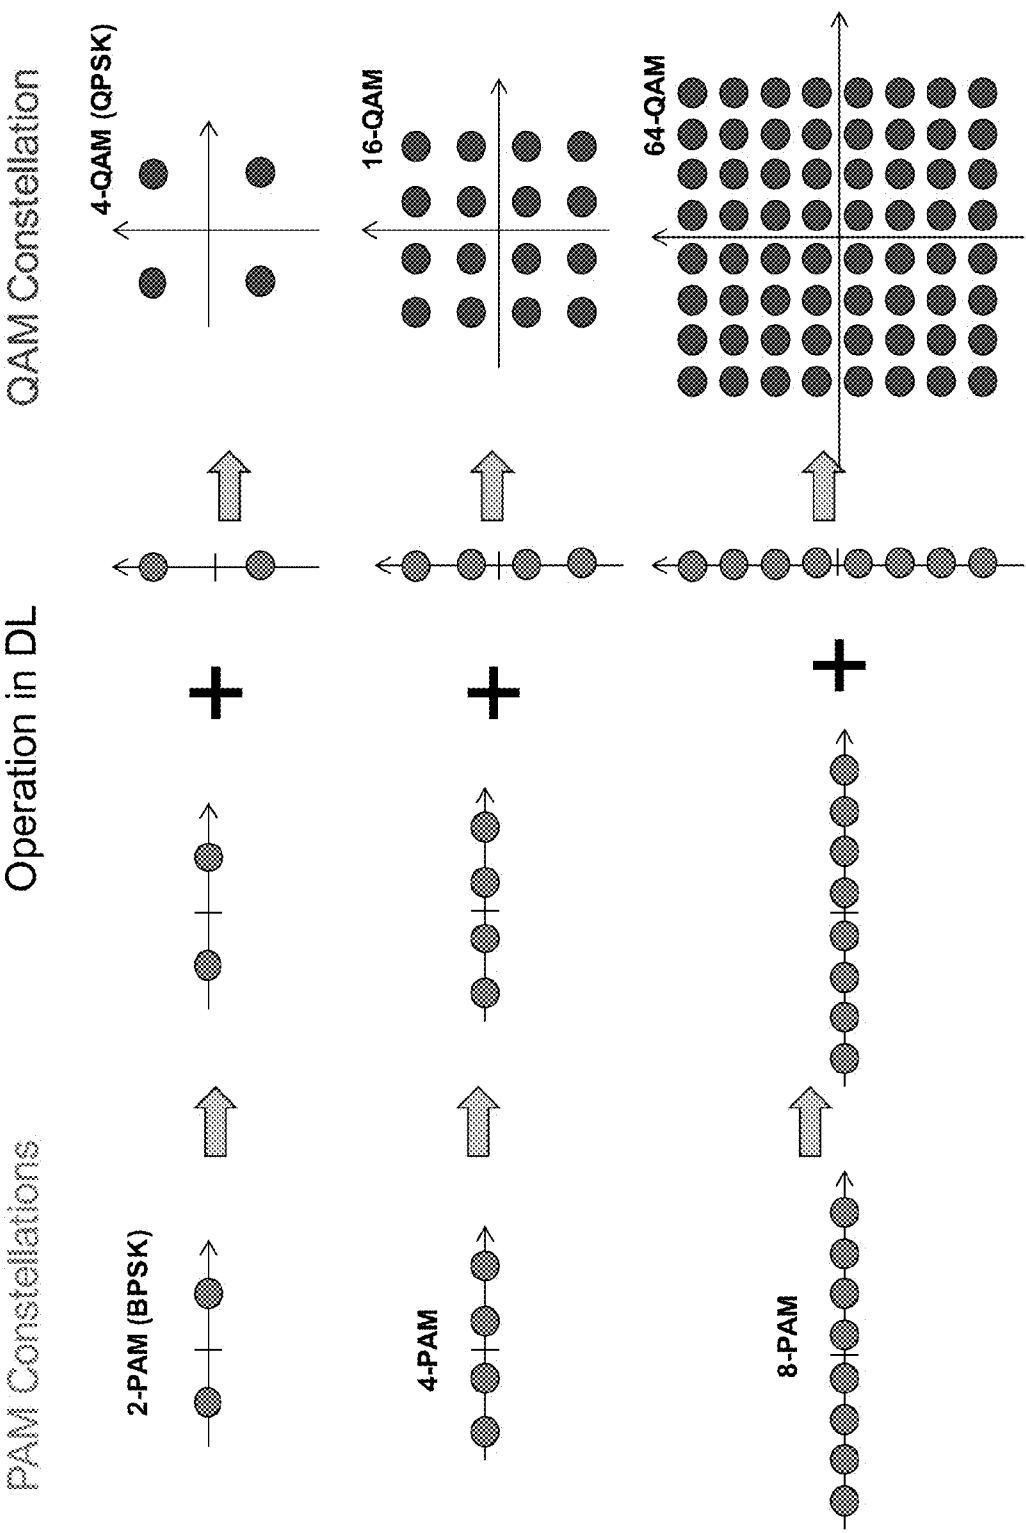 PAM Constellations
Operation in DL
QAM Constellation
2-PAM (BPSK)
4-QAM (QPSK)
4-PAM
16-QAM
8-PAM
64-QAM